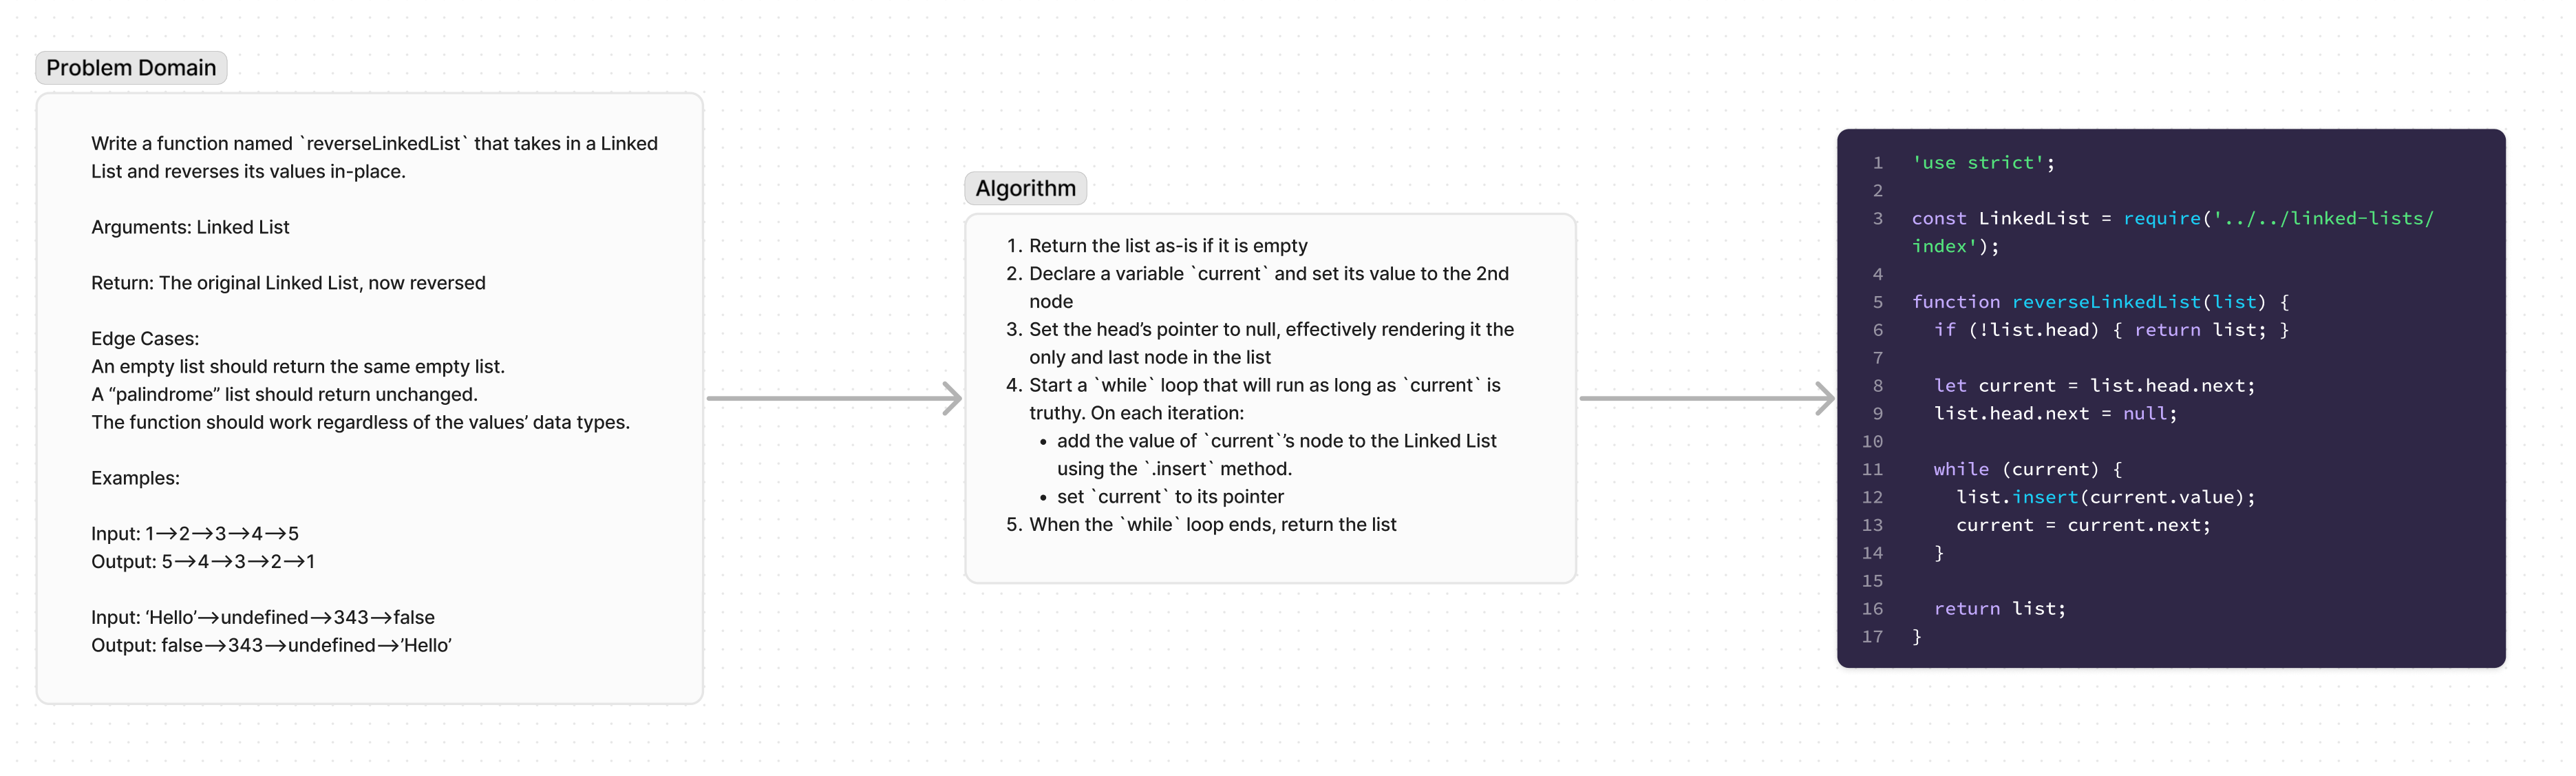 Problem Domain
Write a function named `reverseLinkedList` that takes in a Linked
List and reverses its values in-place.
Arguments: Linked List
Return: The original Linked List, now reversed
Edge Cases:
An empty list should return the same empty list.
A “palindrome” list should return unchanged.
The function should work regardless of the values’ data types.
Examples:
Input: 1→2→3→4→5
Output: 5→4→3→2→1
Input: ‘Hello’→undefined→343→false
Output: false→343→undefined→’Hello’
Algorithm
1. Return the list as-is if it is empty
2. Declare a variable `current` and set its value to the 2nd
node
3. Set the head’s pointer to null, effectively rendering it the
only and last node in the list
4. Start a `while` loop that will run as long as `current` is
truthy. On each iteration:
• add the value of `current`’s node to the Linked List
using the `.insert` method.
• set `current` to its pointer
5. When the `while` loop ends, return the list
1 'use strict';
2
3 const LinkedList = require('../../linked-lists/
index');
4
5 function reverseLinkedList(list) {
6 if (!list.head) { return list; }
7
8 let current = list.head.next;
9 list.head.next = null;
10
11 while (current) {
12 list.insert(current.value);
13 current = current.next;
14 }
15
16 return list;
17 }